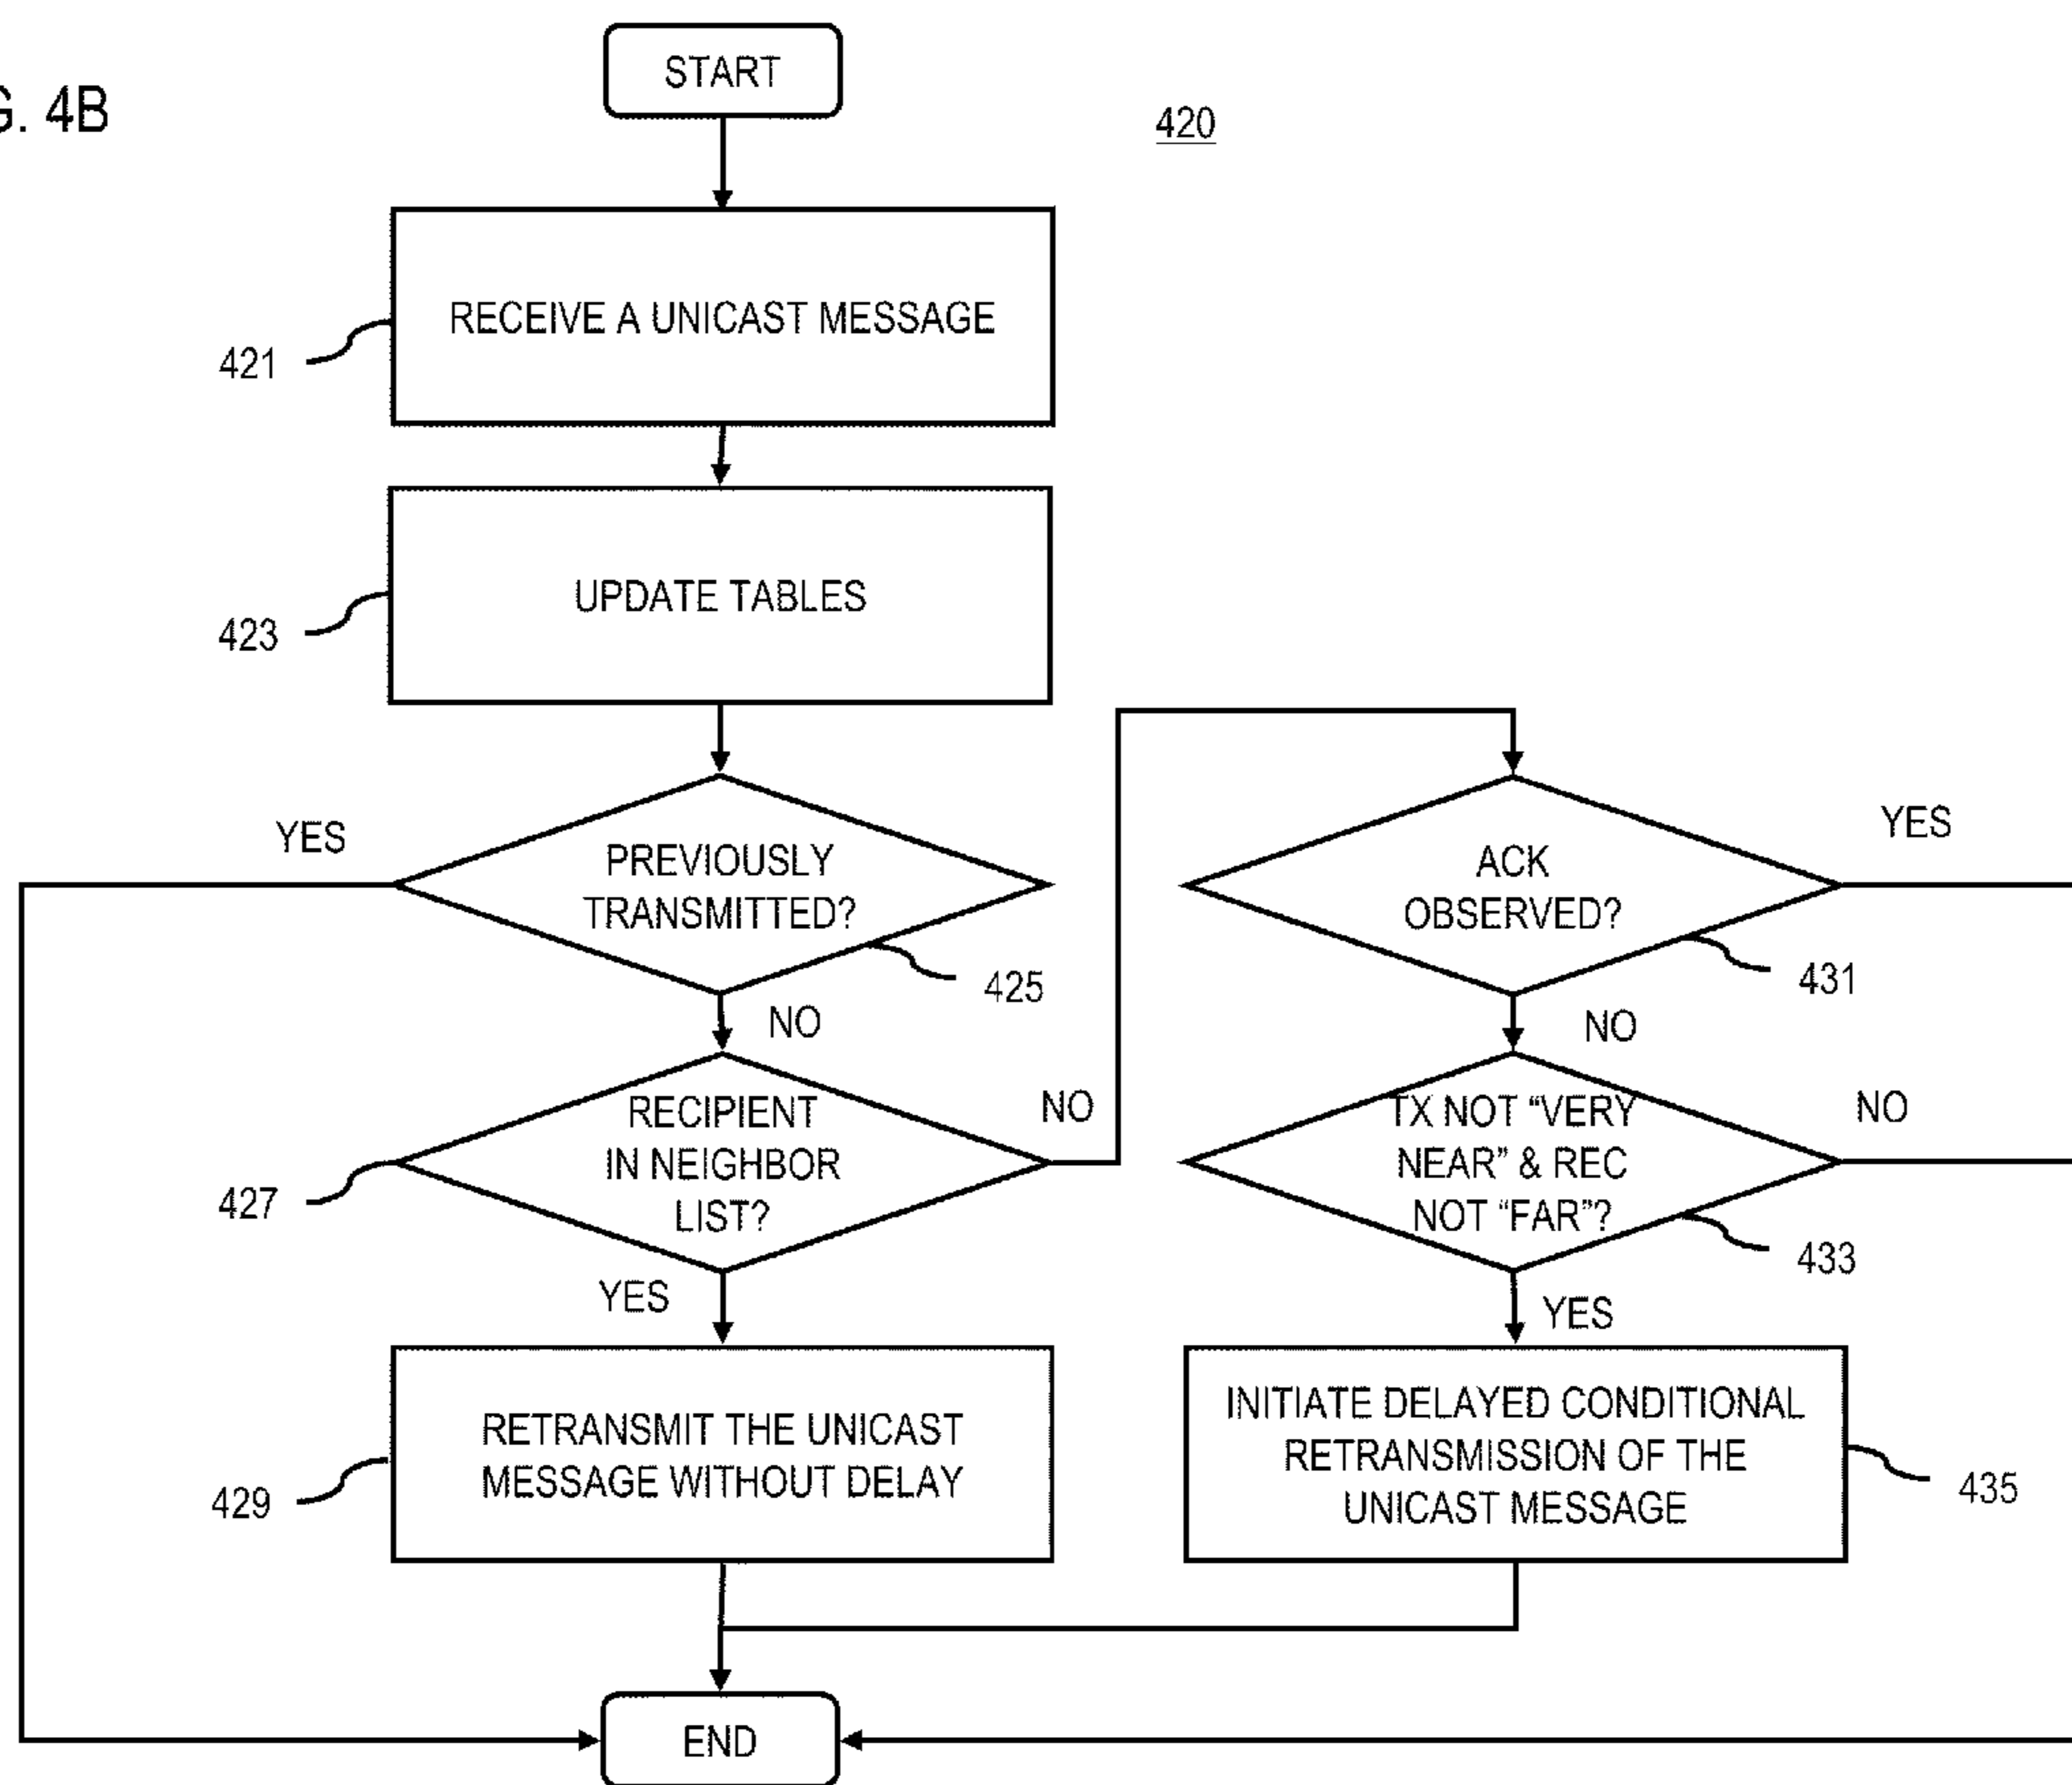 G. 4B
START
420
RECEIVE A UNICAST MESSAGE
421
UPDATE TABLES
423
YES
PREVIOUSLY
TRANSMITTED?
425
NO
RECIPIENT
IN NEIGHBOR
LIST?
427
NO
YES
RETRANSMIT THE UNICAST
MESSAGE WITHOUT DELAY
429
ACK
OBSERVED?
YES
431
NO
TX NOT “VERY
NEAR” & REC
NOT “FAR”?
NO
433
YES
INITIATE DELAYED CONDITIONAL
RETRANSMISSION OF THE
UNICAST MESSAGE
435
END